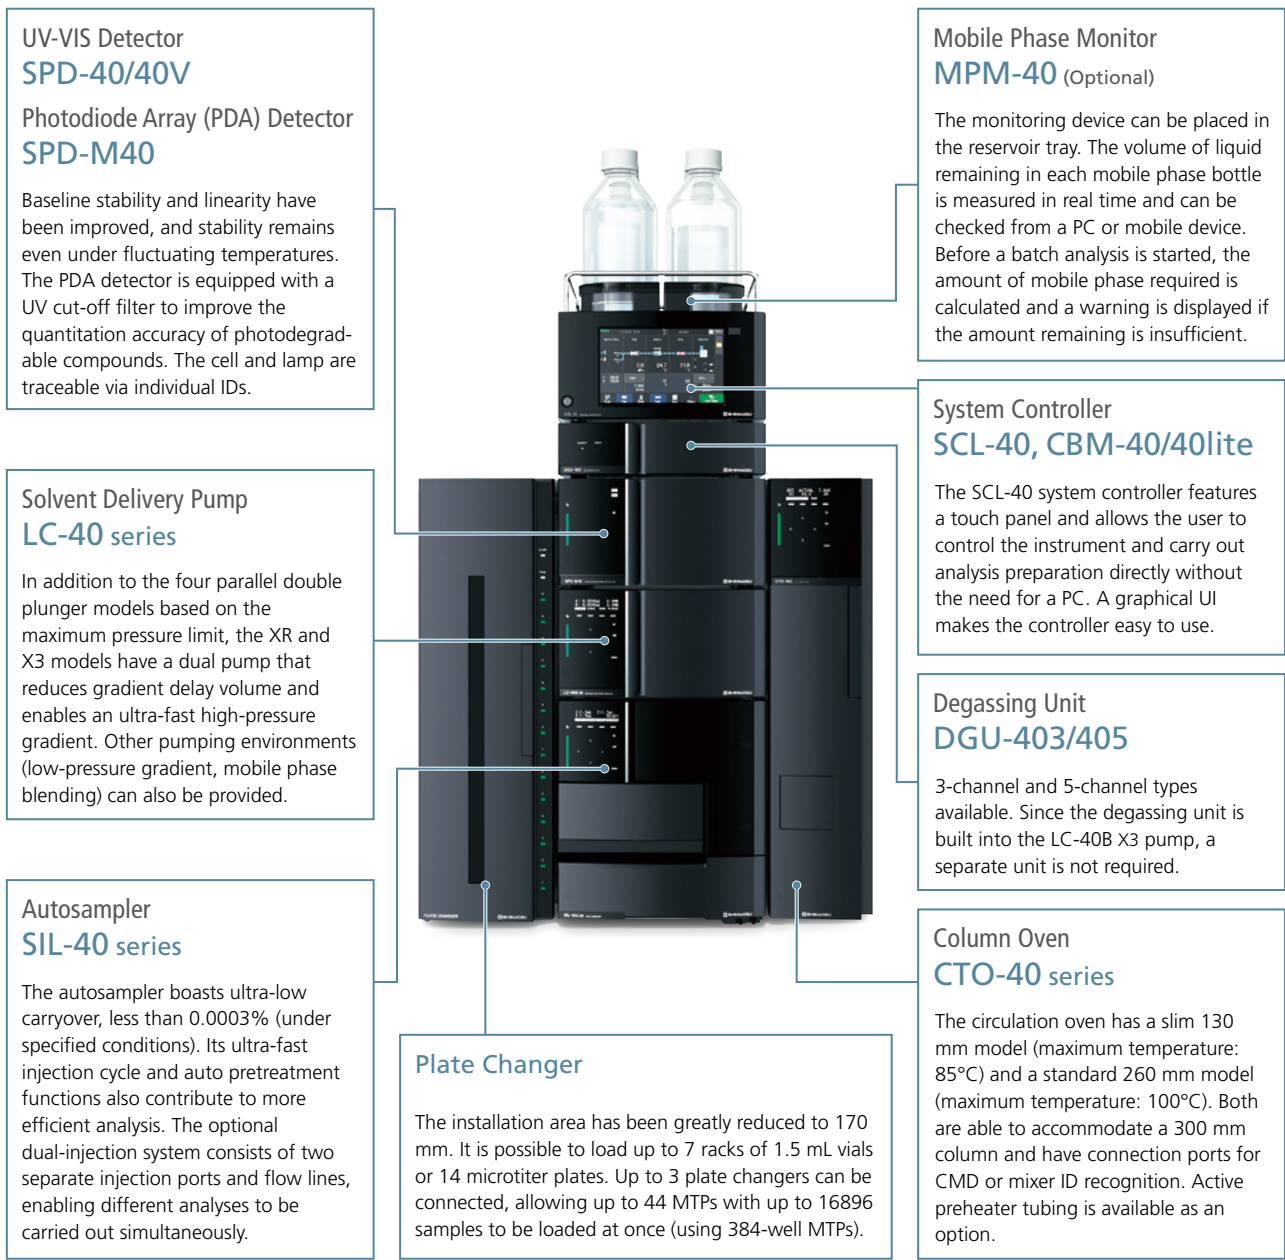 UV-VIS Detector
SPD-40/40V
Photodiode Array (PDA) Detector
SPD-M40
Baseline stability and linearity have
been improved, and stability remains
even under fluctuating temperatures.
The PDA detector is equipped with a
UV cut-off filter to improve the
quantitation accuracy of photodegrad-
able compounds. The cell and lamp are
traceable via individual IDs.
Solvent Delivery Pump
LC-40 series
In addition to the four parallel double
plunger models based on the
maximum pressure limit, the XR and
X3 models have a dual pump that
reduces gradient delay volume and
enables an ultra-fast high-pressure
gradient. Other pumping environments
(low-pressure gradient, mobile phase
blending) can also be provided.
Autosampler
SIL-40 series
The autosampler boasts ultra-low
carryover, less than 0.0003% (under
specified conditions). Its ultra-fast
injection cycle and auto pretreatment
functions also contribute to more
efficient analysis. The optional
dual-injection system consists of two
separate injection ports and flow lines,
enabling different analyses to be
carried out simultaneously.
Plate Changer
The installation area has been greatly reduced to 170
mm. It is possible to load up to 7 racks of 1.5 mL vials
or 14 microtiter plates. Up to 3 plate changers can be
connected, allowing up to 44 MTPs with up to 16896
samples to be loaded at once (using 384-well MTPs).
Mobile Phase Monitor
MPM-40 (Optional)
The monitoring device can be placed in
the reservoir tray. The volume of liquid
remaining in each mobile phase bottle
is measured in real time and can be
checked from a PC or mobile device.
Before a batch analysis is started, the
amount of mobile phase required is
calculated and a warning is displayed if
the amount remaining is insufficient.
System Controller
SCL-40, CBM-40/40lite
The SCL-40 system controller features
a touch panel and allows the user to
control the instrument and carry out
analysis preparation directly without
the need for a PC. A graphical UI
makes the controller easy to use.
Degassing Unit
DGU-403/405
3-channel and 5-channel types
available. Since the degassing unit is
built into the LC-40B X3 pump, a
separate unit is not required.
Column Oven
CTO-40 series
The circulation oven has a slim 130
mm model (maximum temperature:
85°C) and a standard 260 mm model
(maximum temperature: 100°C). Both
are able to accommodate a 300 mm
column and have connection ports for
CMD or mixer ID recognition. Active
preheater tubing is available as an
option.
PLATE CHANGER
SHIMADZU